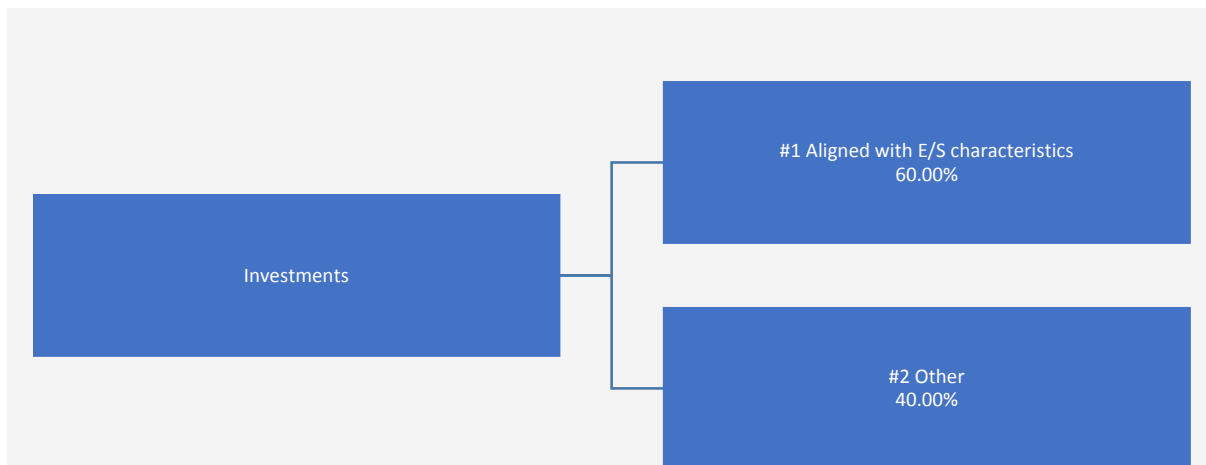 Investments
#1 Aligned with E/S characteristics
60.00%
#2 Other
40.00%